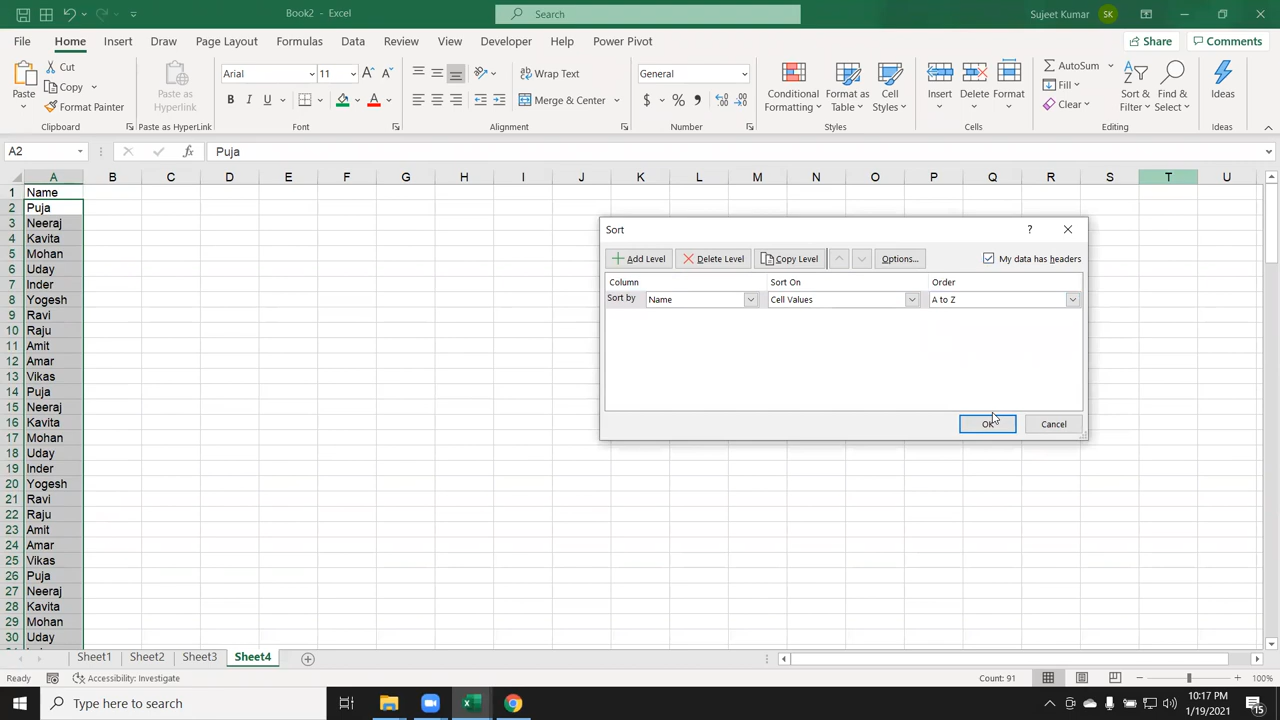 Book2 - Excel
Search
Sujeet Kumar
SK
File Home Insert Draw Page Layout Formulas Data Review View Developer Help Power Pivot
Share Comments
Paste
Cut
Copy
Format Painter
Clipboard
Paste as Hyperlink
Paste as HyperLink
Arial 11
B I U
Font
Wrap Text
Merge & Center
Alignment
General
$ %
Number
Conditional Formatting
Format as Table
Cell Styles
Styles
Insert Delete Format
Cells
AutoSum
Fill
Clear
Sort & Filter
Find & Select
Editing
Ideas
Ideas
A2 fx Puja
A B C D E F G H I J K L M N O P Q R S T U
1 Name
2 Puja
3 Neeraj
4 Kavita
5 Mohan
6 Uday
7 Inder
8 Yogesh
9 Ravi
10 Raju
11 Amit
12 Amar
13 Vikas
14 Puja
15 Neeraj
16 Kavita
17 Mohan
18 Uday
19 Inder
20 Yogesh
21 Ravi
22 Raju
23 Amit
24 Amar
25 Vikas
26 Puja
27 Neeraj
28 Kavita
29 Mohan
30 Uday
Sort
?
Add Level Delete Level Copy Level Options... My data has headers
Column Sort On Order
Sort by Name Cell Values A to Z
OK Cancel
Sheet1 Sheet2 Sheet3 Sheet4
Ready Accessibility: Investigate Count: 91 100%
Type here to search
10:17 PM
1/19/2021
15